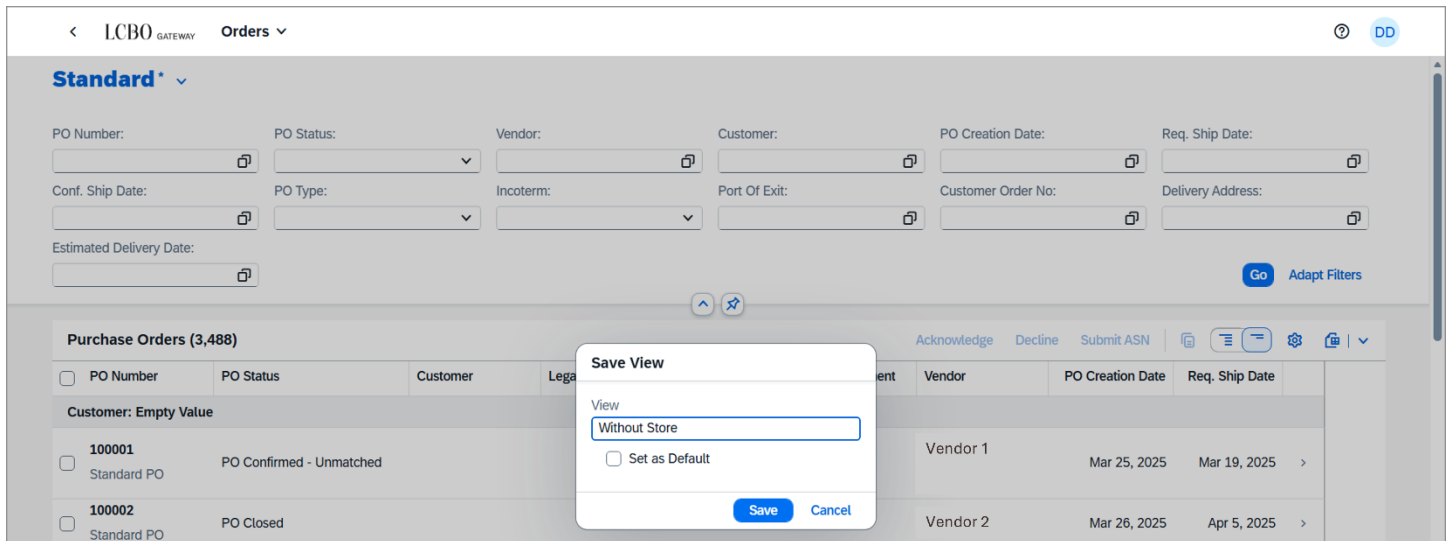 LCBO GATEWAY Orders DD
Standard*
PO Number: PO Status: Vendor: Customer: PO Creation Date: Req. Ship Date:
Conf. Ship Date: PO Type: Incoterm: Port Of Exit: Customer Order No: Delivery Address:
Estimated Delivery Date:
Go Adapt Filters
Purchase Orders (3,488) Acknowledge Decline Submit ASN
PO Number PO Status Customer Lega ent Vendor PO Creation Date Req. Ship Date
Customer: Empty Value
100001
Standard PO PO Confirmed - Unmatched Vendor 1 Mar 25, 2025 Mar 19, 2025
100002
Standard PO PO Closed Vendor 2 Mar 26, 2025 Apr 5, 2025
Save View
View
Without Store
Set as Default
Save Cancel